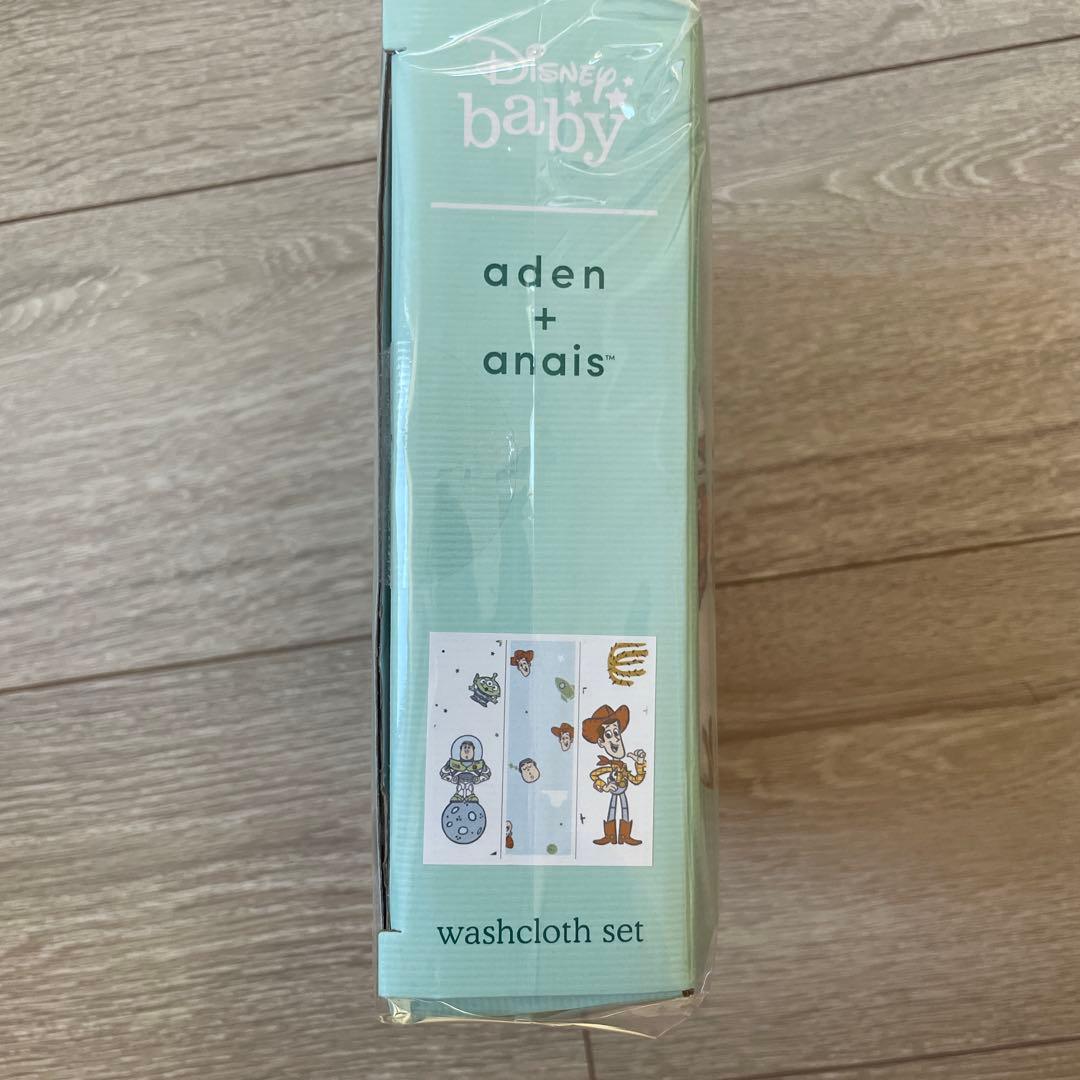 Disney
baby
aden
+
anais™
washcloth set